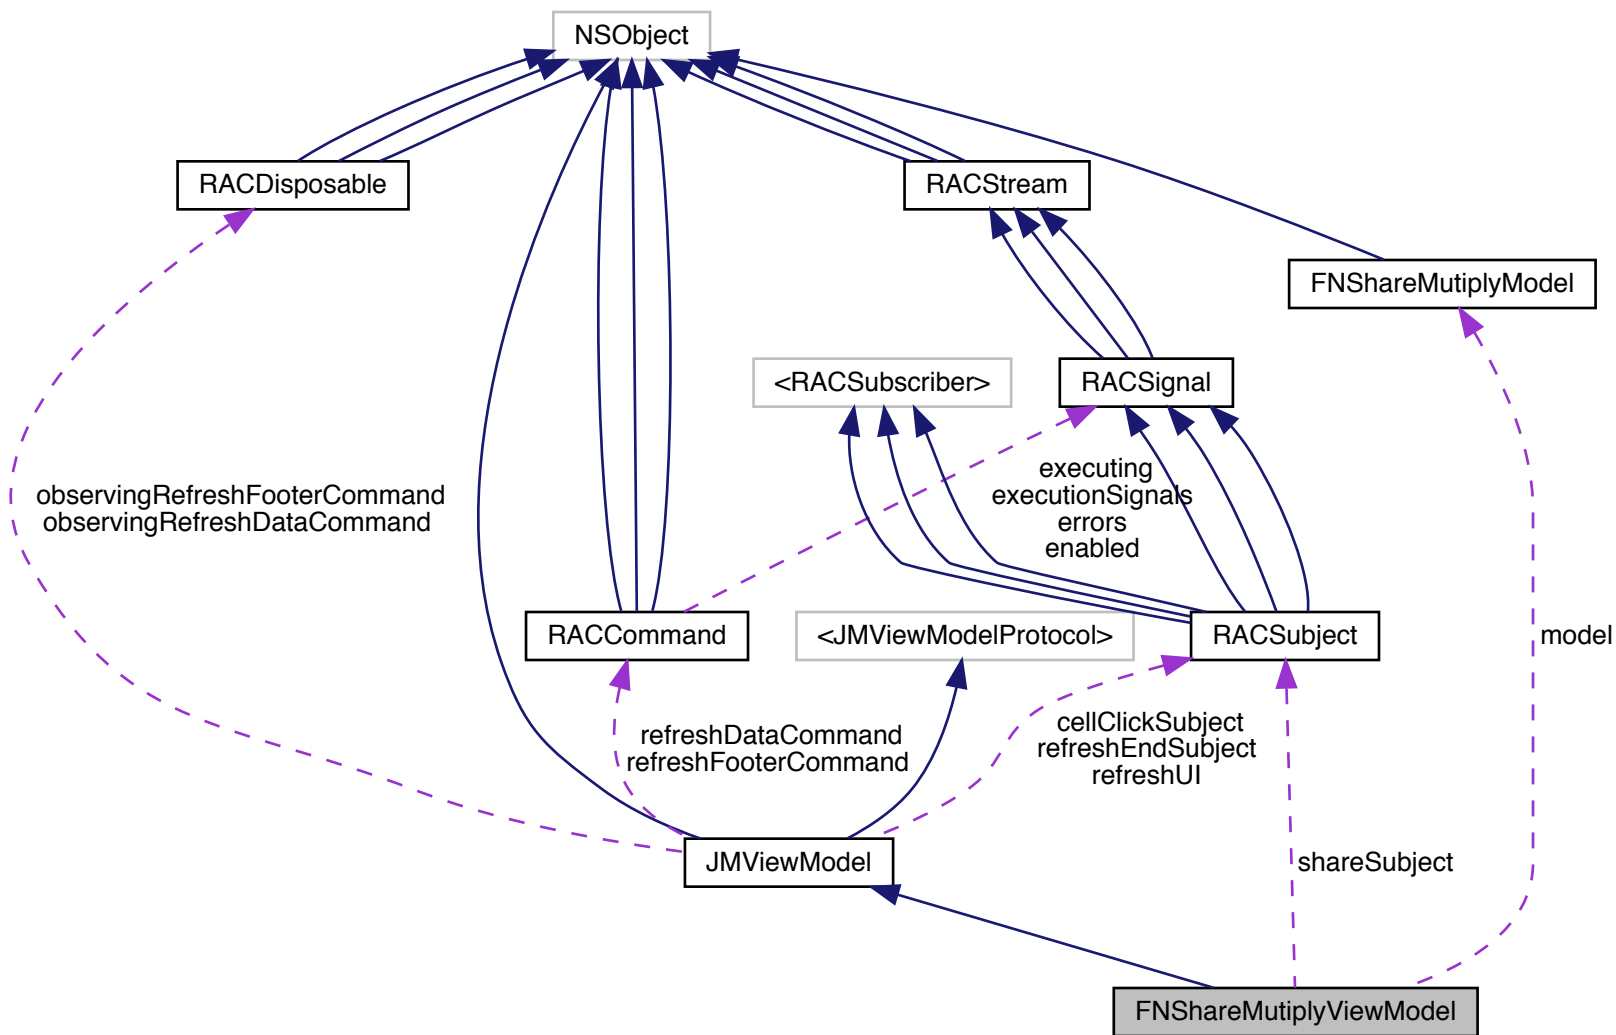 NSObject
RACDisposable
RACStream
FNShareMutiplyModel
<RACSubscriber>
RACSignal
observingRefreshFooterCommand
observingRefreshDataCommand
executing
executionSignals
errors
enabled
RACCommand
<JMViewModelProtocol>
RACSubject
model
refreshDataCommand
refreshFooterCommand
cellClickSubject
refreshEndSubject
refreshUI
JMViewModel
shareSubject
FNShareMutiplyViewModel